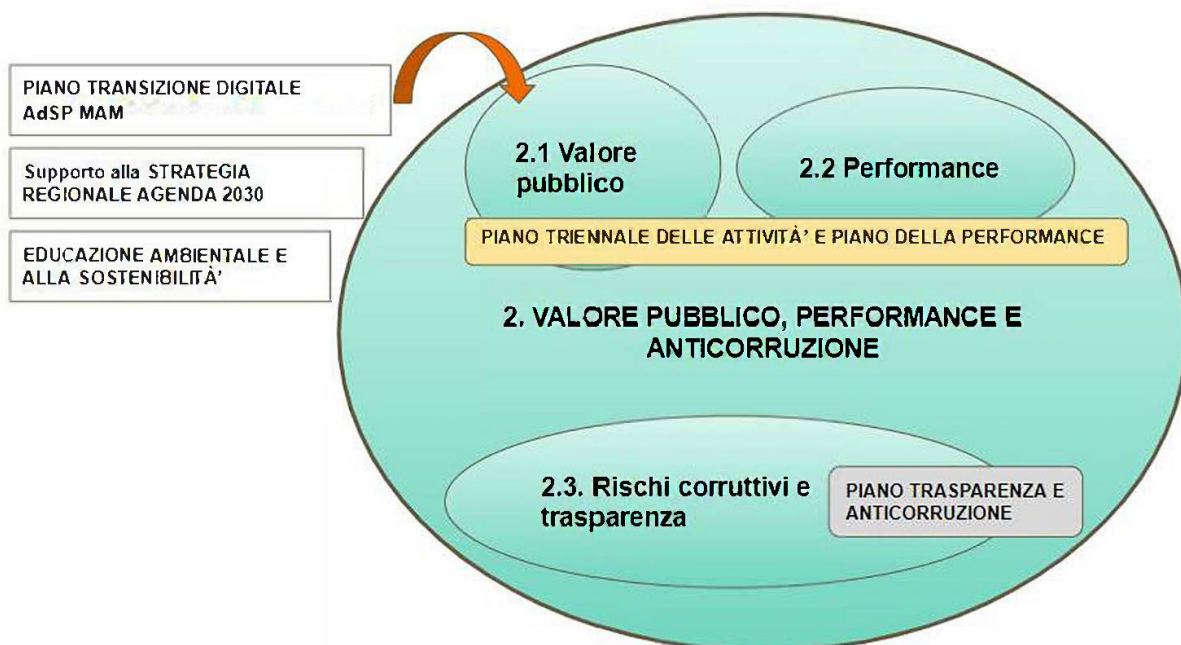 PIANO TRANSIZIONE DIGITALE
AdSP MAM
Supporto alla STRATEGIA
REGIONALE AGENDA 2030
EDUCAZIONE AMBIENTALE E
ALLA SOSTENIBILITÀ'
2.1 Valore
pubblico
2.2 Performance
PIANO TRIENNALE DELLE ATTIVITÀ' E PIANO DELLA PERFORMANCE
2. VALORE PUBBLICO, PERFORMANCE E
ANTICORRUZIONE
2.3. Rischi corruttivi e
trasparenza
PIANO TRASPARENZA E
ANTICORRUZIONE